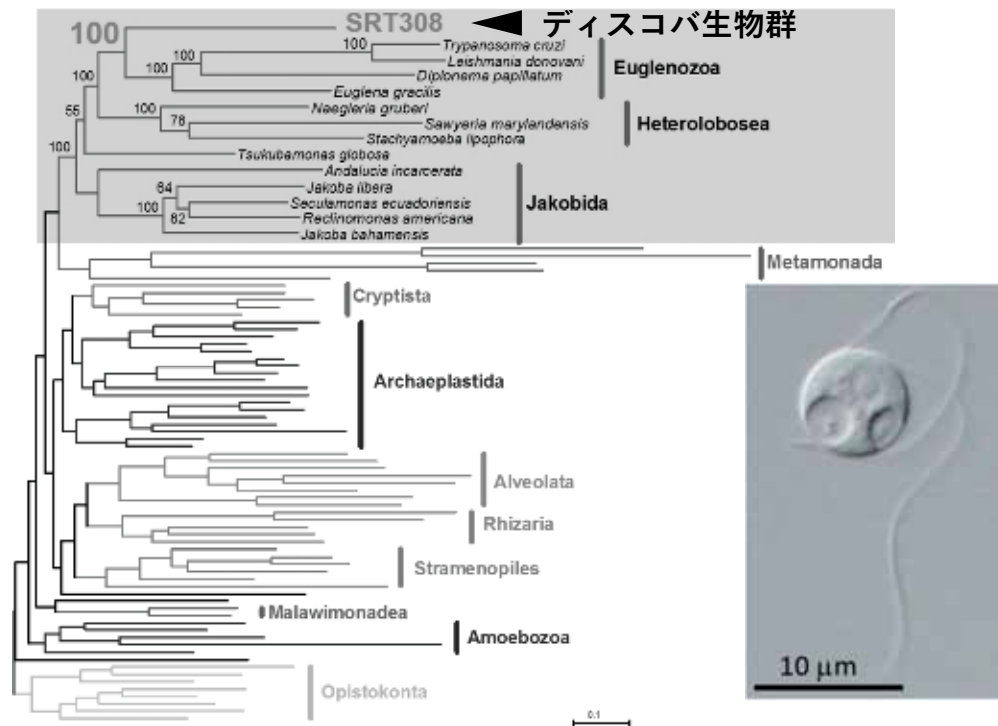 100
SRT308
ディスコバ生物群
100
Trypanosoma cruzi
Leishmania donovani
Diplonema papillatum
Euglena gracilis
Euglenozoa
100
100
100
55
100
Naegleria gruberi
Sawyeria marylandensis
Stachyamoeba lipophora
Heterolobosea
100
78
Tsukubamonas globosa
Andalucia incarcerata
Jakoba libera
Seculamonas ecuadoriensis
Reclinomonas americana
Jakoba bahamensis
Jakobida
64
100
62
Metamonada
Cryptista
Archaeplastida
Alveolata
Rhizaria
Stramenopiles
Malawimonadea
Amoebozoa
Opistokonta
0.1
10 μm